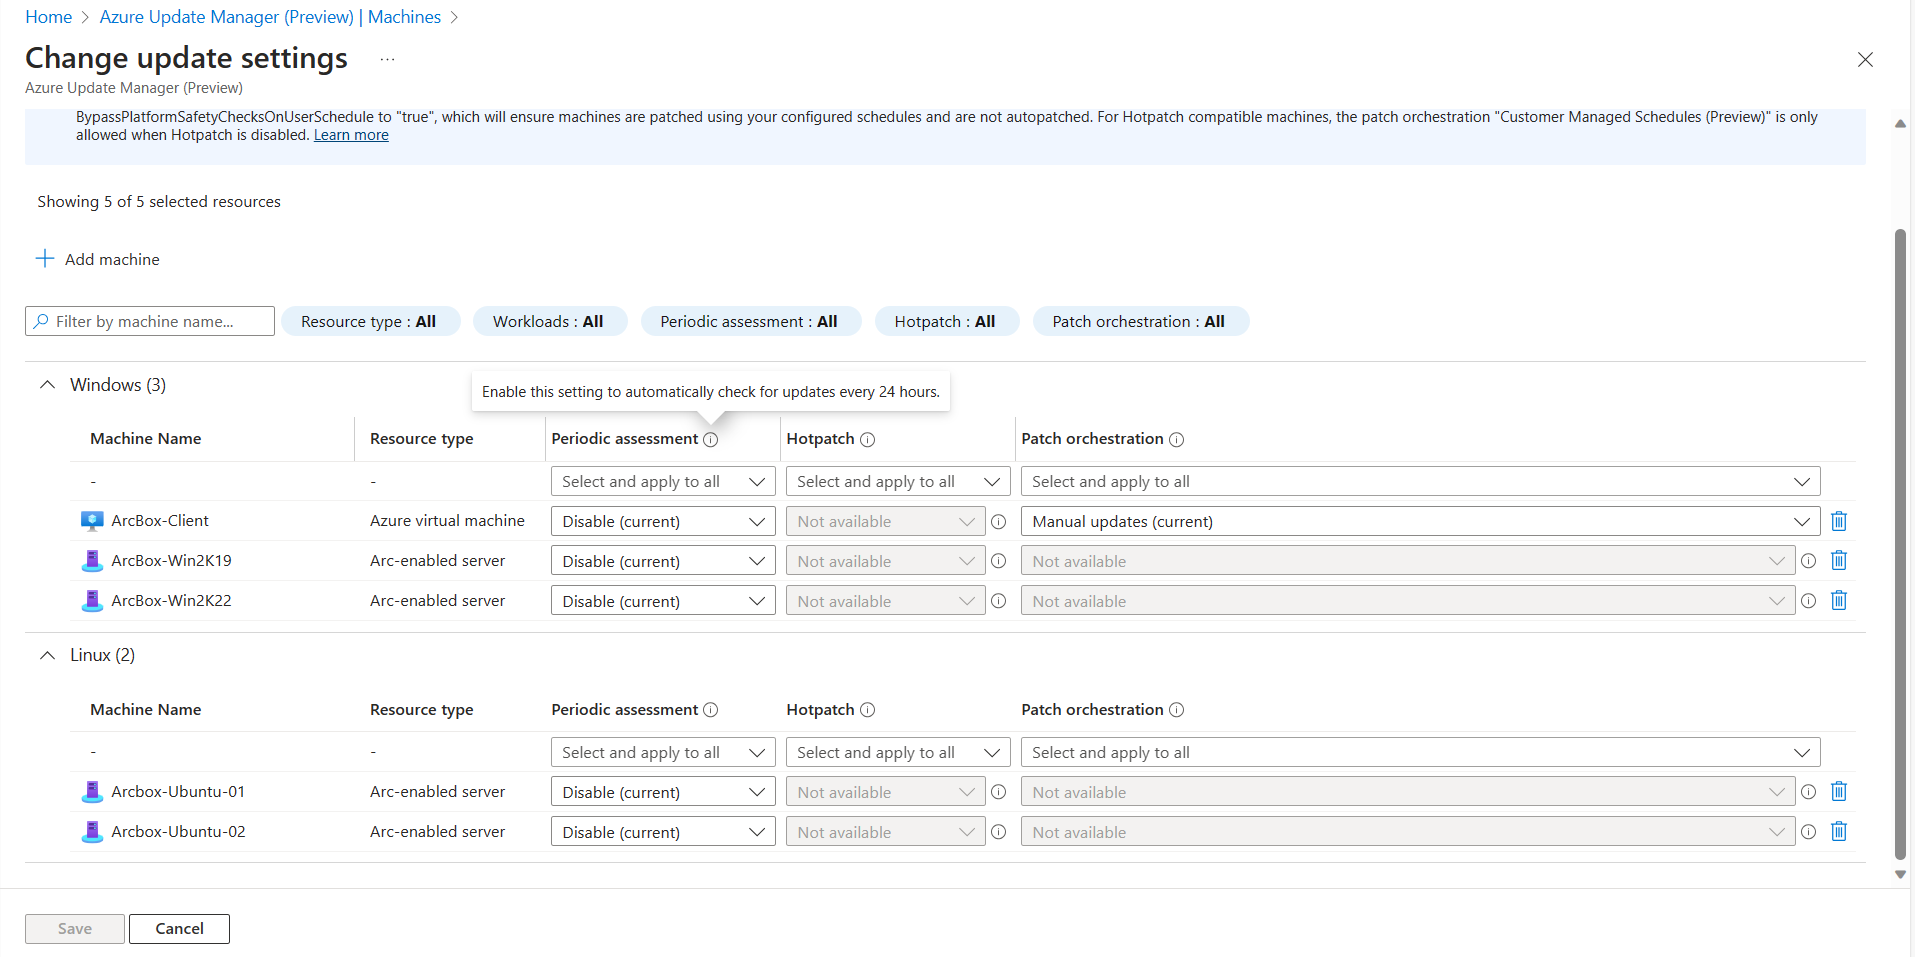 Home > Azure Update Manager (Preview) | Machines >
Change update settings ...
Azure Update Manager (Preview)
BypassPlatformSafetyChecksOnUserSchedule to "true", which will ensure machines are patched using your configured schedules and are not autopatched. For Hotpatch compatible machines, the patch orchestration "Customer Managed Schedules (Preview)" is only
allowed when Hotpatch is disabled. Learn more
Showing 5 of 5 selected resources
Add machine
Filter by machine name... Resource type : All Workloads : All Periodic assessment : All Hotpatch : All Patch orchestration : All
Windows (3)
Enable this setting to automatically check for updates every 24 hours.
Machine Name Resource type Periodic assessment Hotpatch Patch orchestration
- - Select and apply to all Select and apply to all Select and apply to all
ArcBox-Client Azure virtual machine Disable (current) Not available Manual updates (current)
ArcBox-Win2K19 Arc-enabled server Disable (current) Not available Not available
ArcBox-Win2K22 Arc-enabled server Disable (current) Not available Not available
Linux (2)
Machine Name Resource type Periodic assessment Hotpatch Patch orchestration
- - Select and apply to all Select and apply to all Select and apply to all
Arcbox-Ubuntu-01 Arc-enabled server Disable (current) Not available Not available
Arcbox-Ubuntu-02 Arc-enabled server Disable (current) Not available Not available
Save Cancel